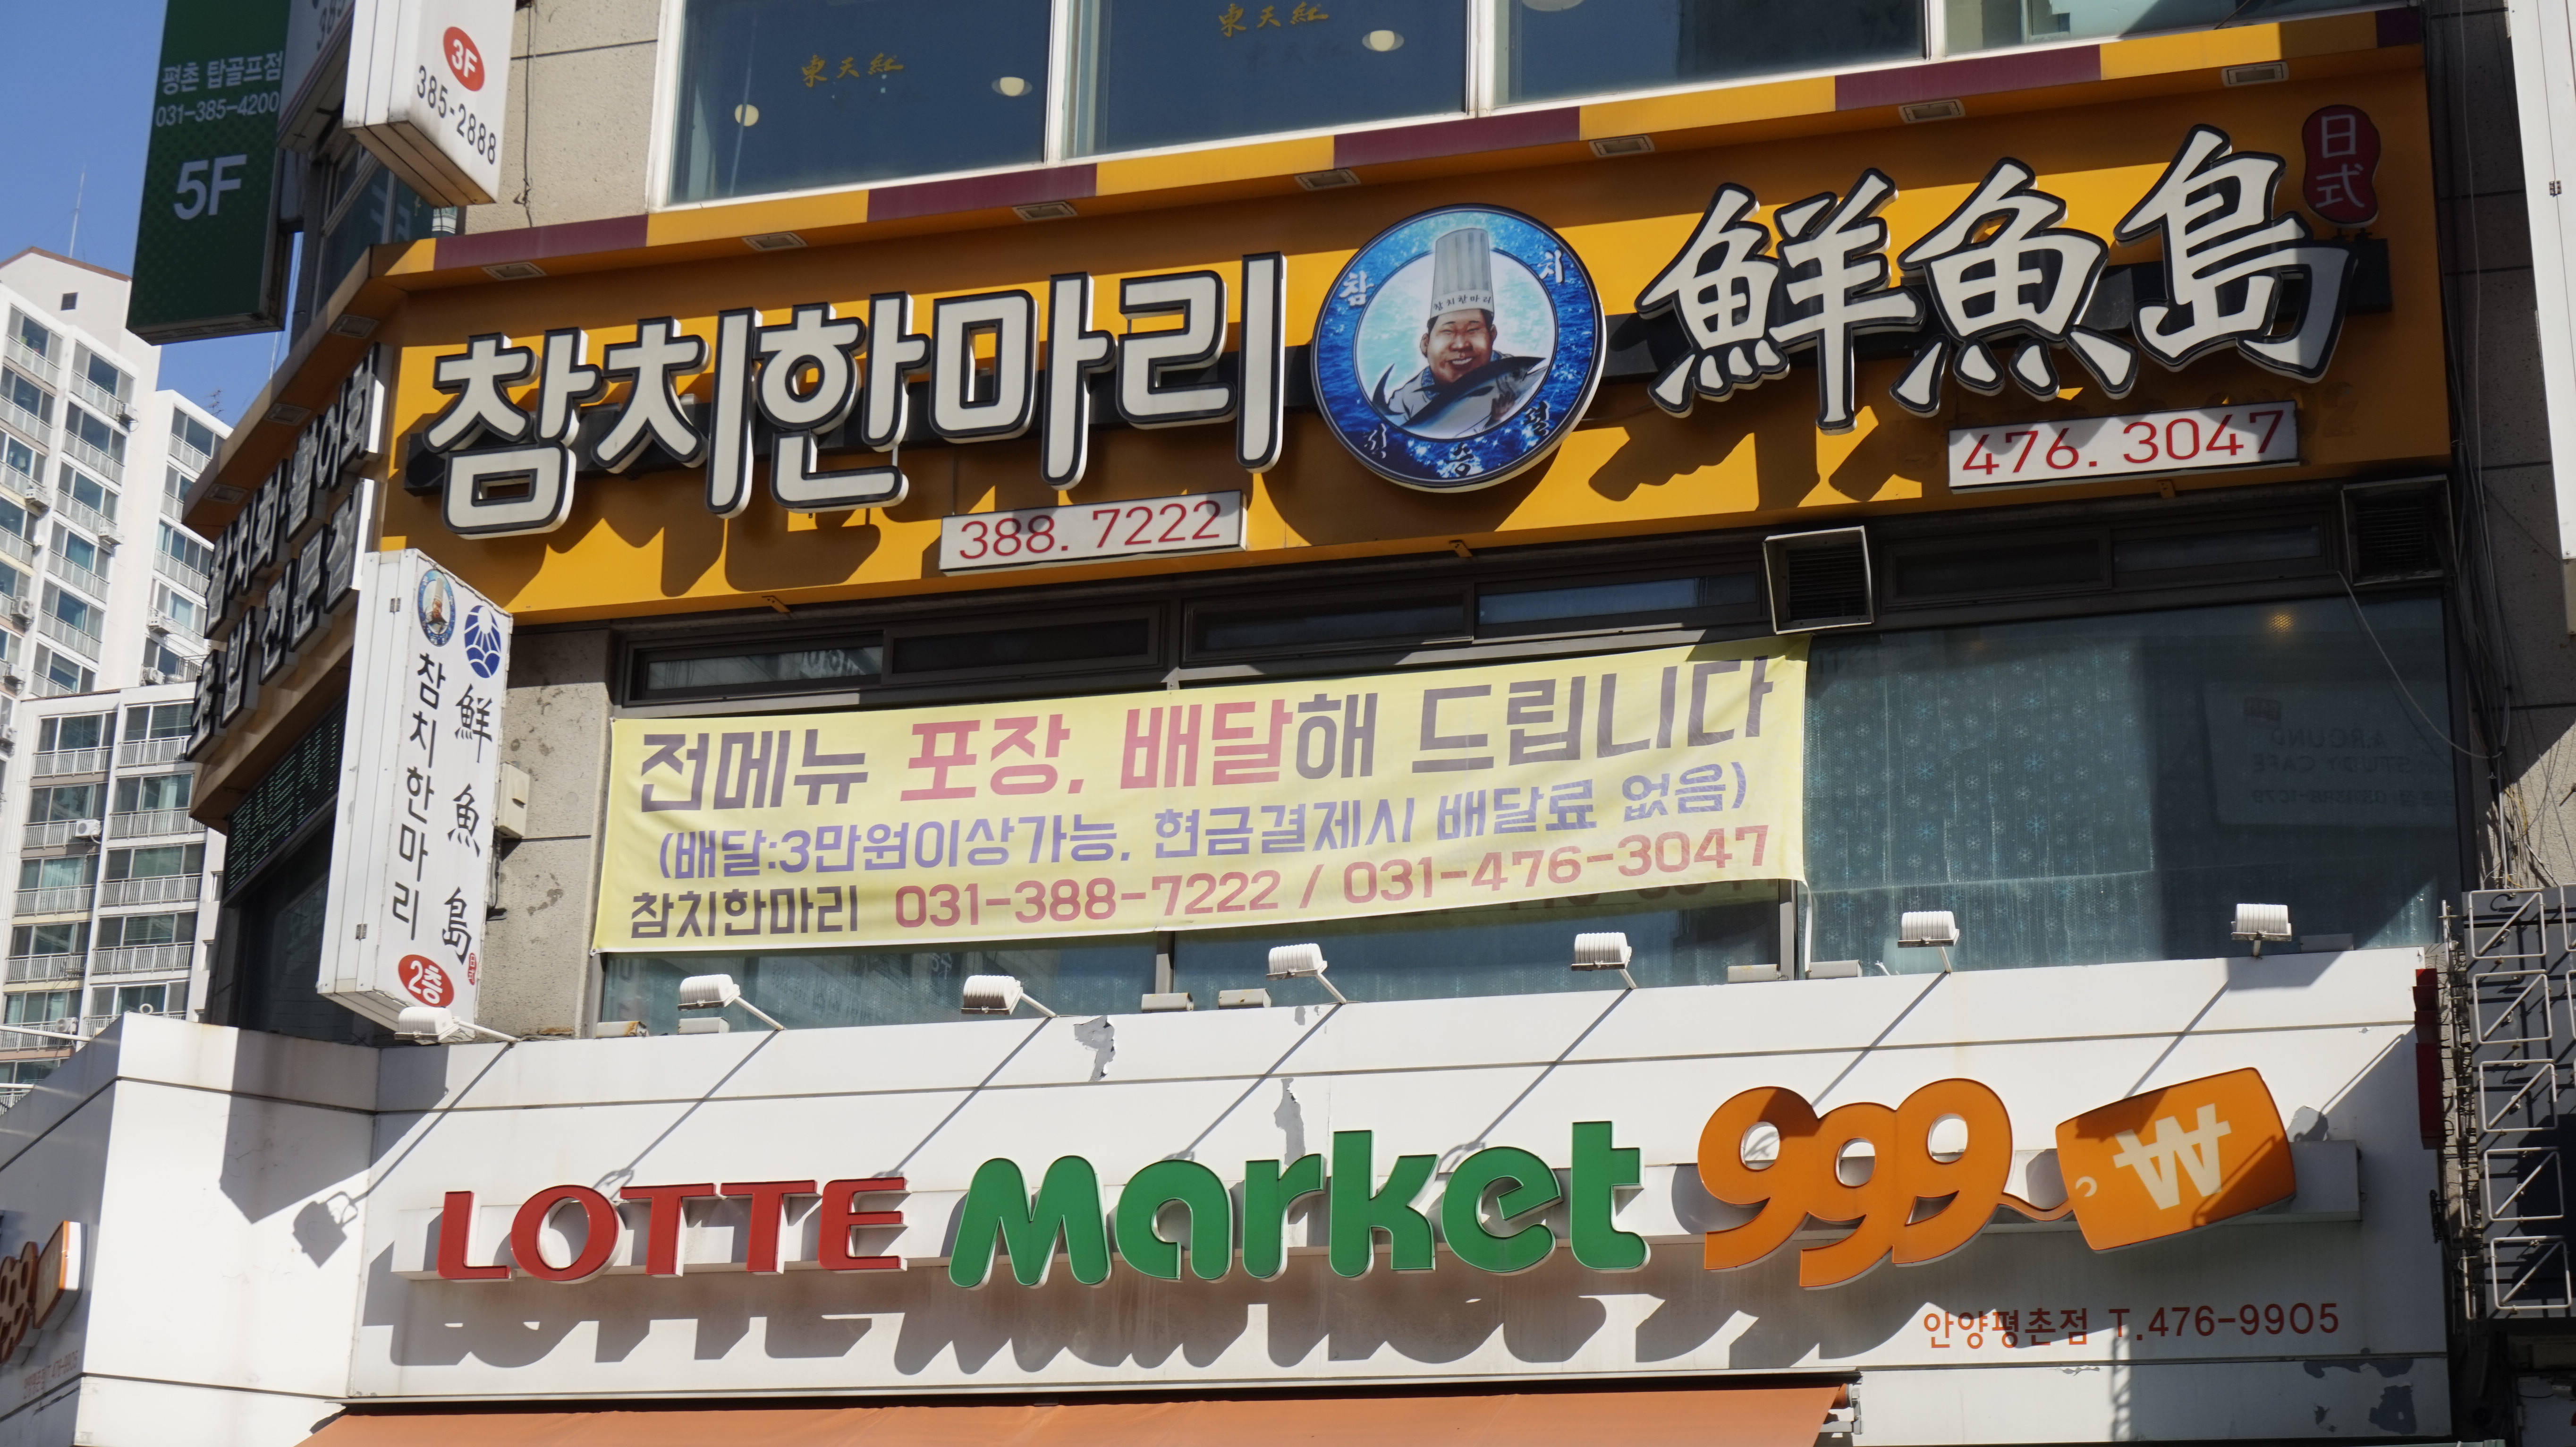 평촌 탑골프점
031-385-4200
5F
3F
385-2888
東天紅
東天紅
참치한마리
참치
鮮魚島
日式
388. 7222
476. 3047
참치회·활어회
초밥 전문점
참치한마리
鮮魚島
2층
전메뉴 포장, 배달해 드립니다
(배달:3만원이상가능, 현금결제시 배달료 없음)
참치한마리 031-388-7222 / 031-476-3047
LOTTE Market 999 ₩
안양평촌점 T.476-9905